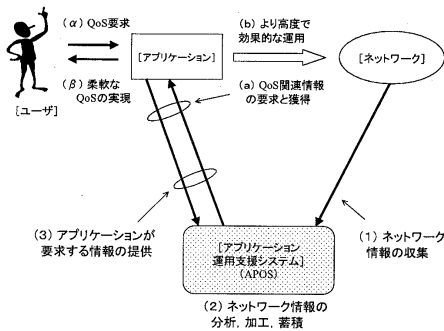 (α) QoS要求
(β) 柔軟な
QoSの実現
[ユーザ]
[アプリケーション]
(b) より高度で
効果的な運用
[ネットワーク]
(a) QoS関連情報
の要求と獲得
(3) アプリケーションが
要求する情報の提供
(1) ネットワーク
情報の収集
[アプリケーション
運用支援システム]
(APOS)
(2) ネットワーク情報の
分析, 加工, 蓄積